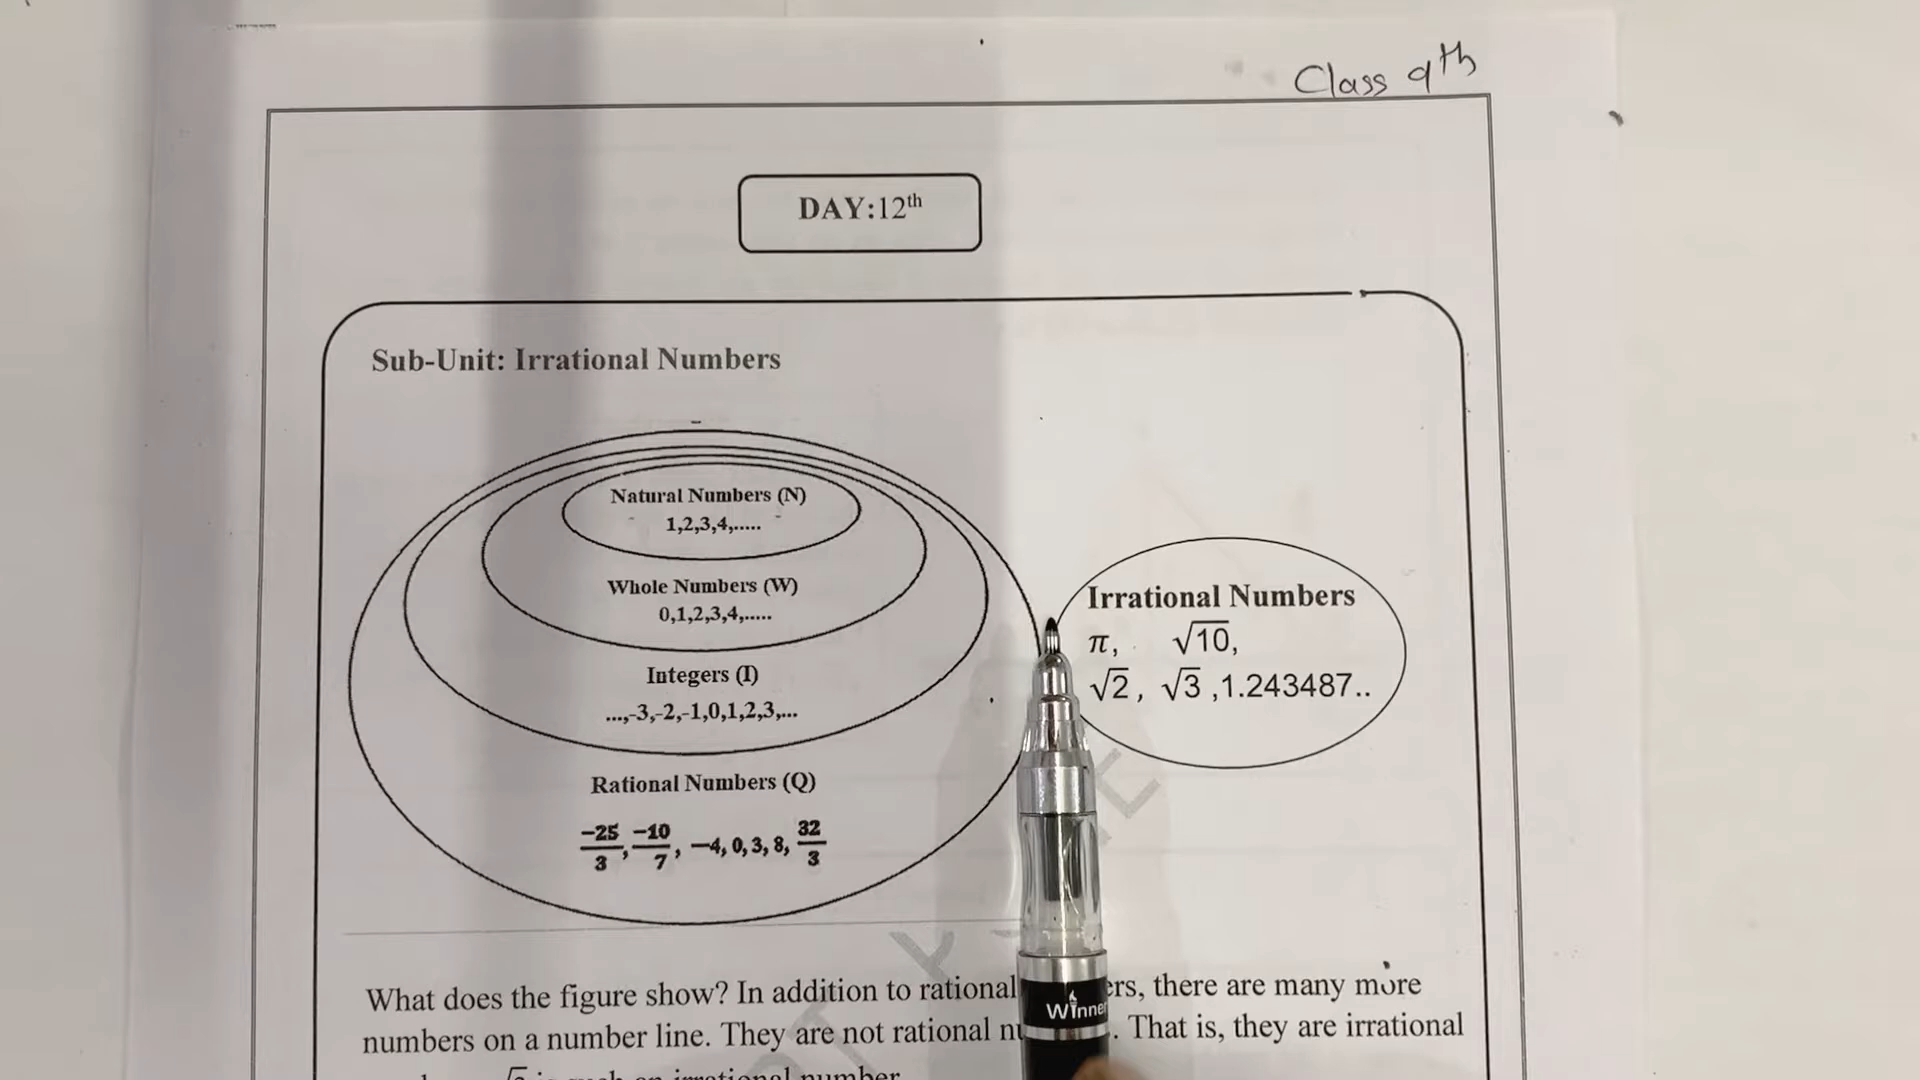 Class 9th
DAY:12th
Sub-Unit: Irrational Numbers
Natural Numbers (N)
1,2,3,4,.....
Whole Numbers (W)
0,1,2,3,4,.....
Integers (I)
...,-3,-2,-1,0,1,2,3,...
Rational Numbers (Q)
-25/3, -10/7, -4, 0, 3, 8, 32/3
Irrational Numbers
π, √10,
√2, √3 ,1.243487..
What does the figure show? In addition to rational ers, there are many more
numbers on a number line. They are not rational nu . That is, they are irrational
irrational number
Winner